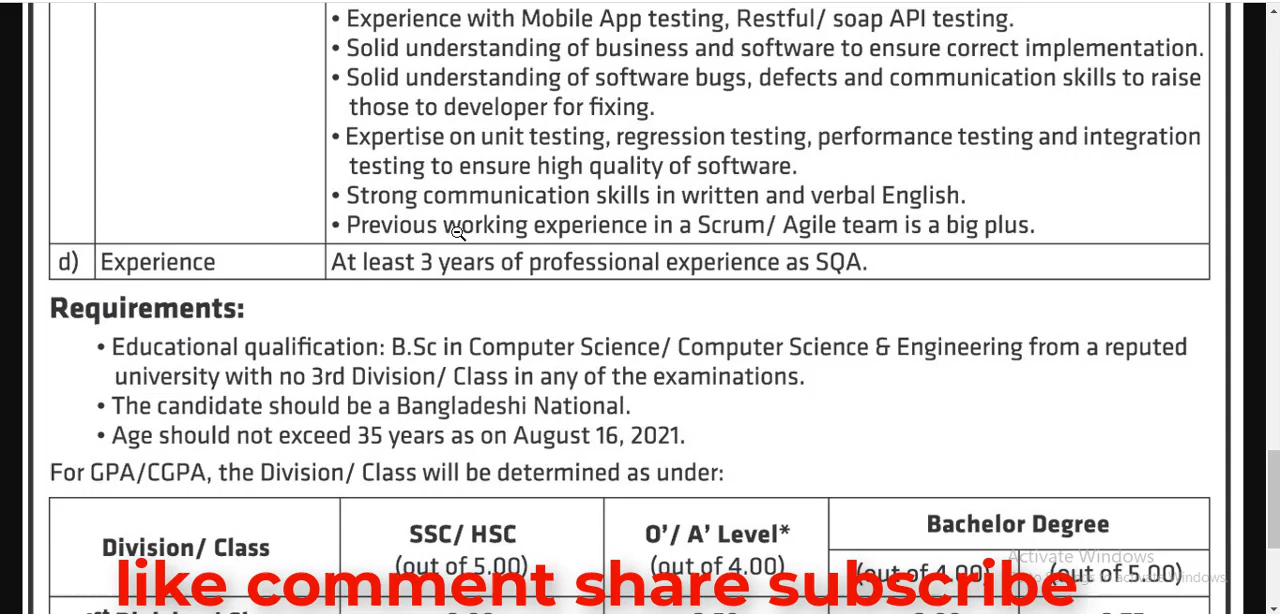 • Experience with Mobile App testing, Restful/ soap API testing.
• Solid understanding of business and software to ensure correct implementation.
• Solid understanding of software bugs, defects and communication skills to raise
those to developer for fixing.
• Expertise on unit testing, regression testing, performance testing and integration
testing to ensure high quality of software.
• Strong communication skills in written and verbal English.
• Previous working experience in a Scrum/ Agile team is a big plus.
d) Experience At least 3 years of professional experience as SQA.
Requirements:
• Educational qualification: B.Sc in Computer Science/ Computer Science & Engineering from a reputed
university with no 3rd Division/ Class in any of the examinations.
• The candidate should be a Bangladeshi National.
• Age should not exceed 35 years as on August 16, 2021.
For GPA/CGPA, the Division/ Class will be determined as under:
Division/ Class
SSC/ HSC
(out of 5.00)
O'/ A' Level*
(out of 4.00)
Bachelor Degree
(out of 4.00) (out of 5.00)
Activate Windows
like comment share subscribe